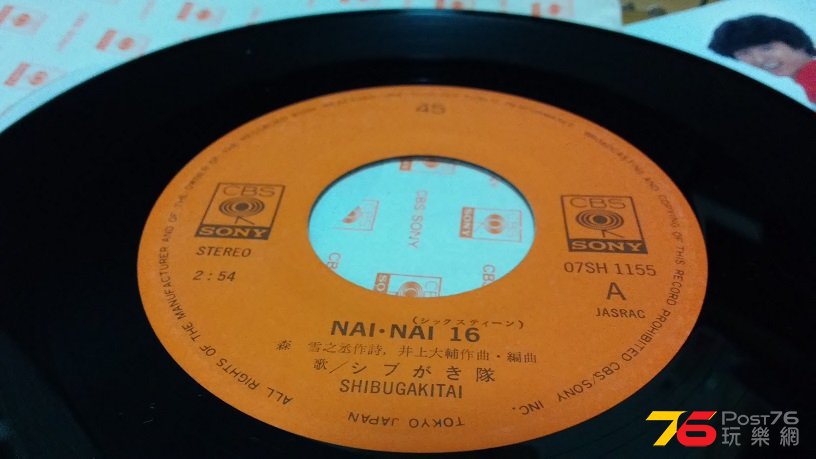 45
CBS
SONY
CBS
SONY
STEREO
2:54
07SH 1155
A
JASRAC
(シックスティーン)
NAI・NAI 16
森 雪之丞作詩, 井上大輔作曲・編曲
歌/シブがき隊
SHIBUGAKITAI
ALL RIGHTS OF THE MANUFACTURER AND OF THE OWNER OF THE RECORDED
BROADCASTING AND COPYING OF THIS RECORD PROHIBITED CBS/SONY INC.
TOKYO JAPAN
CBS SONY
SONY
CBS
76 Post76
玩樂網